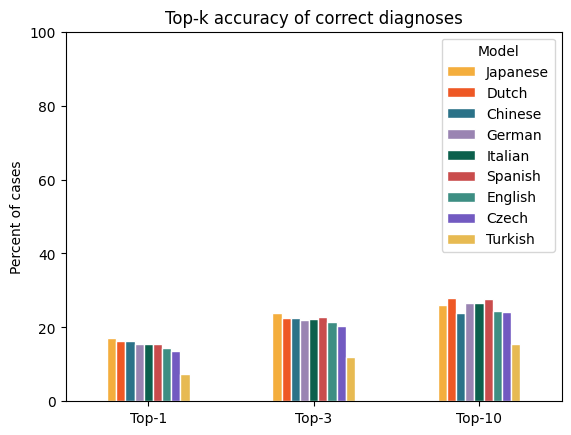 Top-k accuracy of correct diagnoses
Percent of cases
100
80
60
40
20
0
Top-1
Top-3
Top-10
Model
Japanese
Dutch
Chinese
German
Italian
Spanish
English
Czech
Turkish